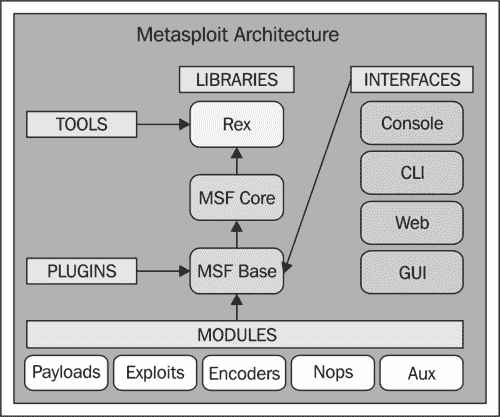 Metasploit Architecture
LIBRARIES
INTERFACES
TOOLS
Rex
Console
MSF Core
CLI
Web
PLUGINS
MSF Base
GUI
MODULES
Payloads
Exploits
Encoders
Nops
Aux